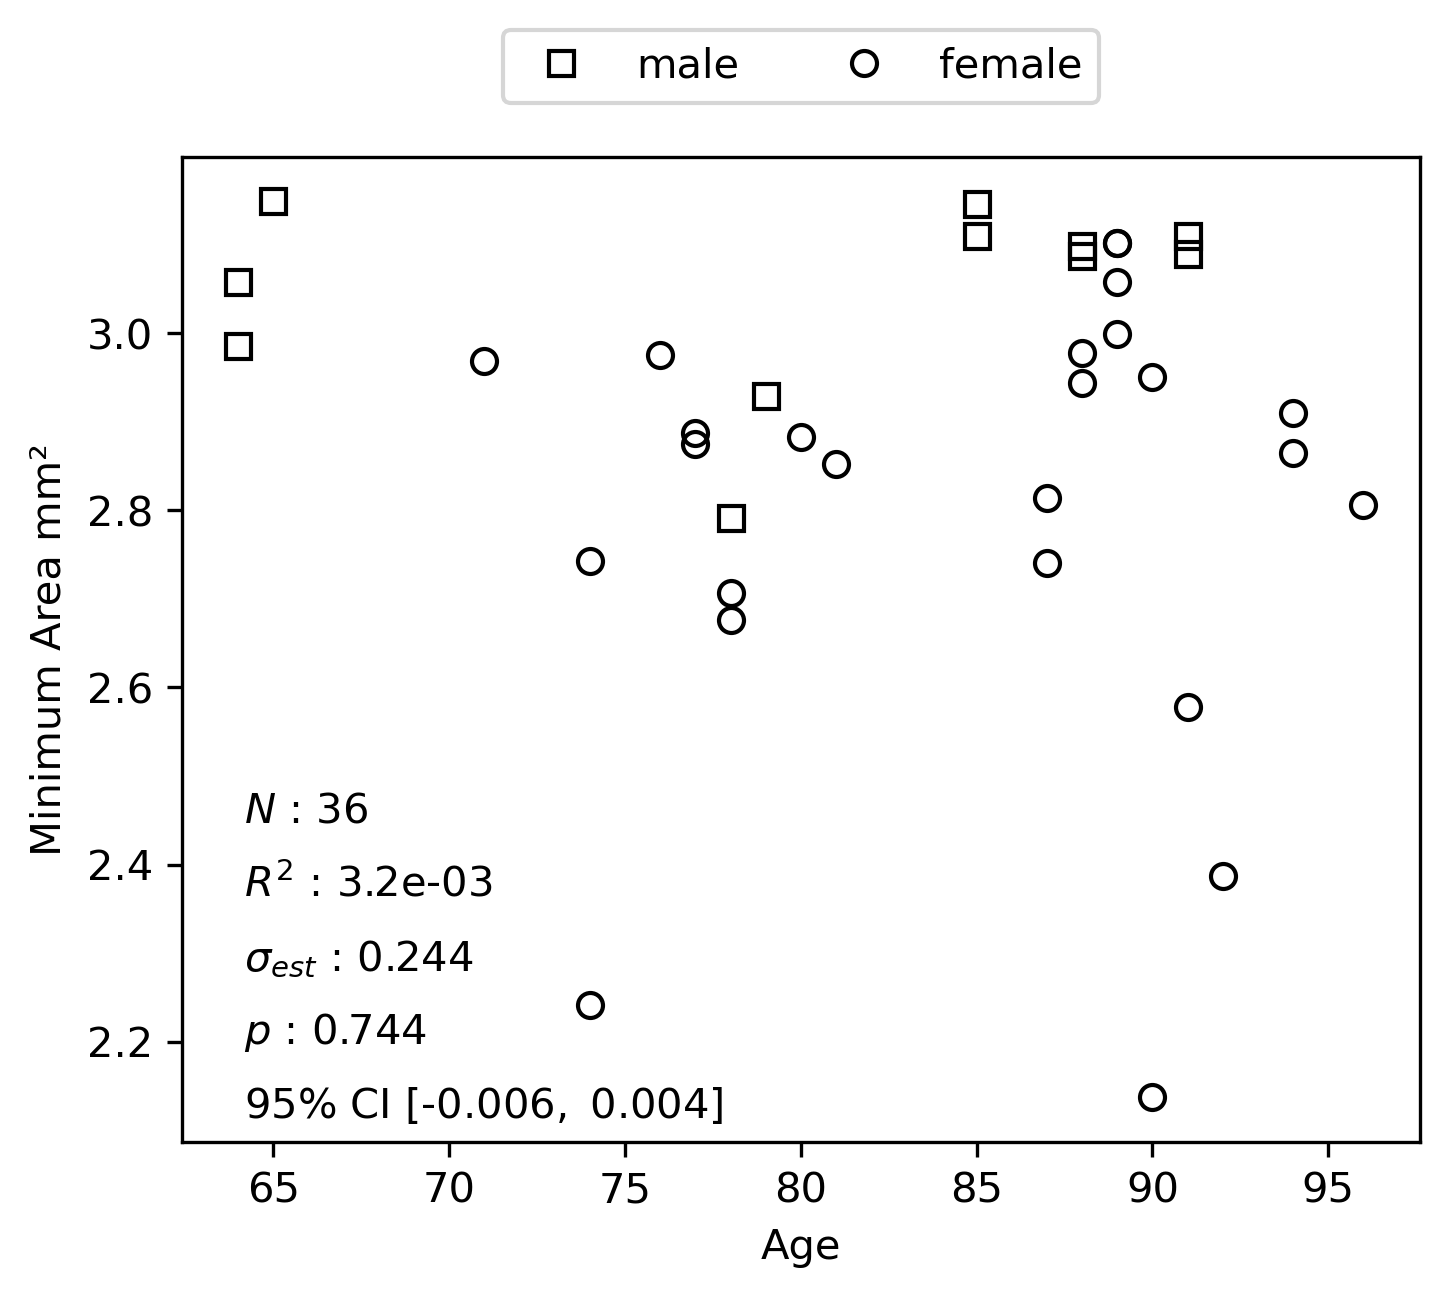 male female
Minimum Area mm²
3.0
2.8
2.6
2.4
2.2
N : 36
R² : 3.2e-03
σest : 0.244
p : 0.744
95% CI [-0.006, 0.004]
65 70 75 80 85 90 95
Age